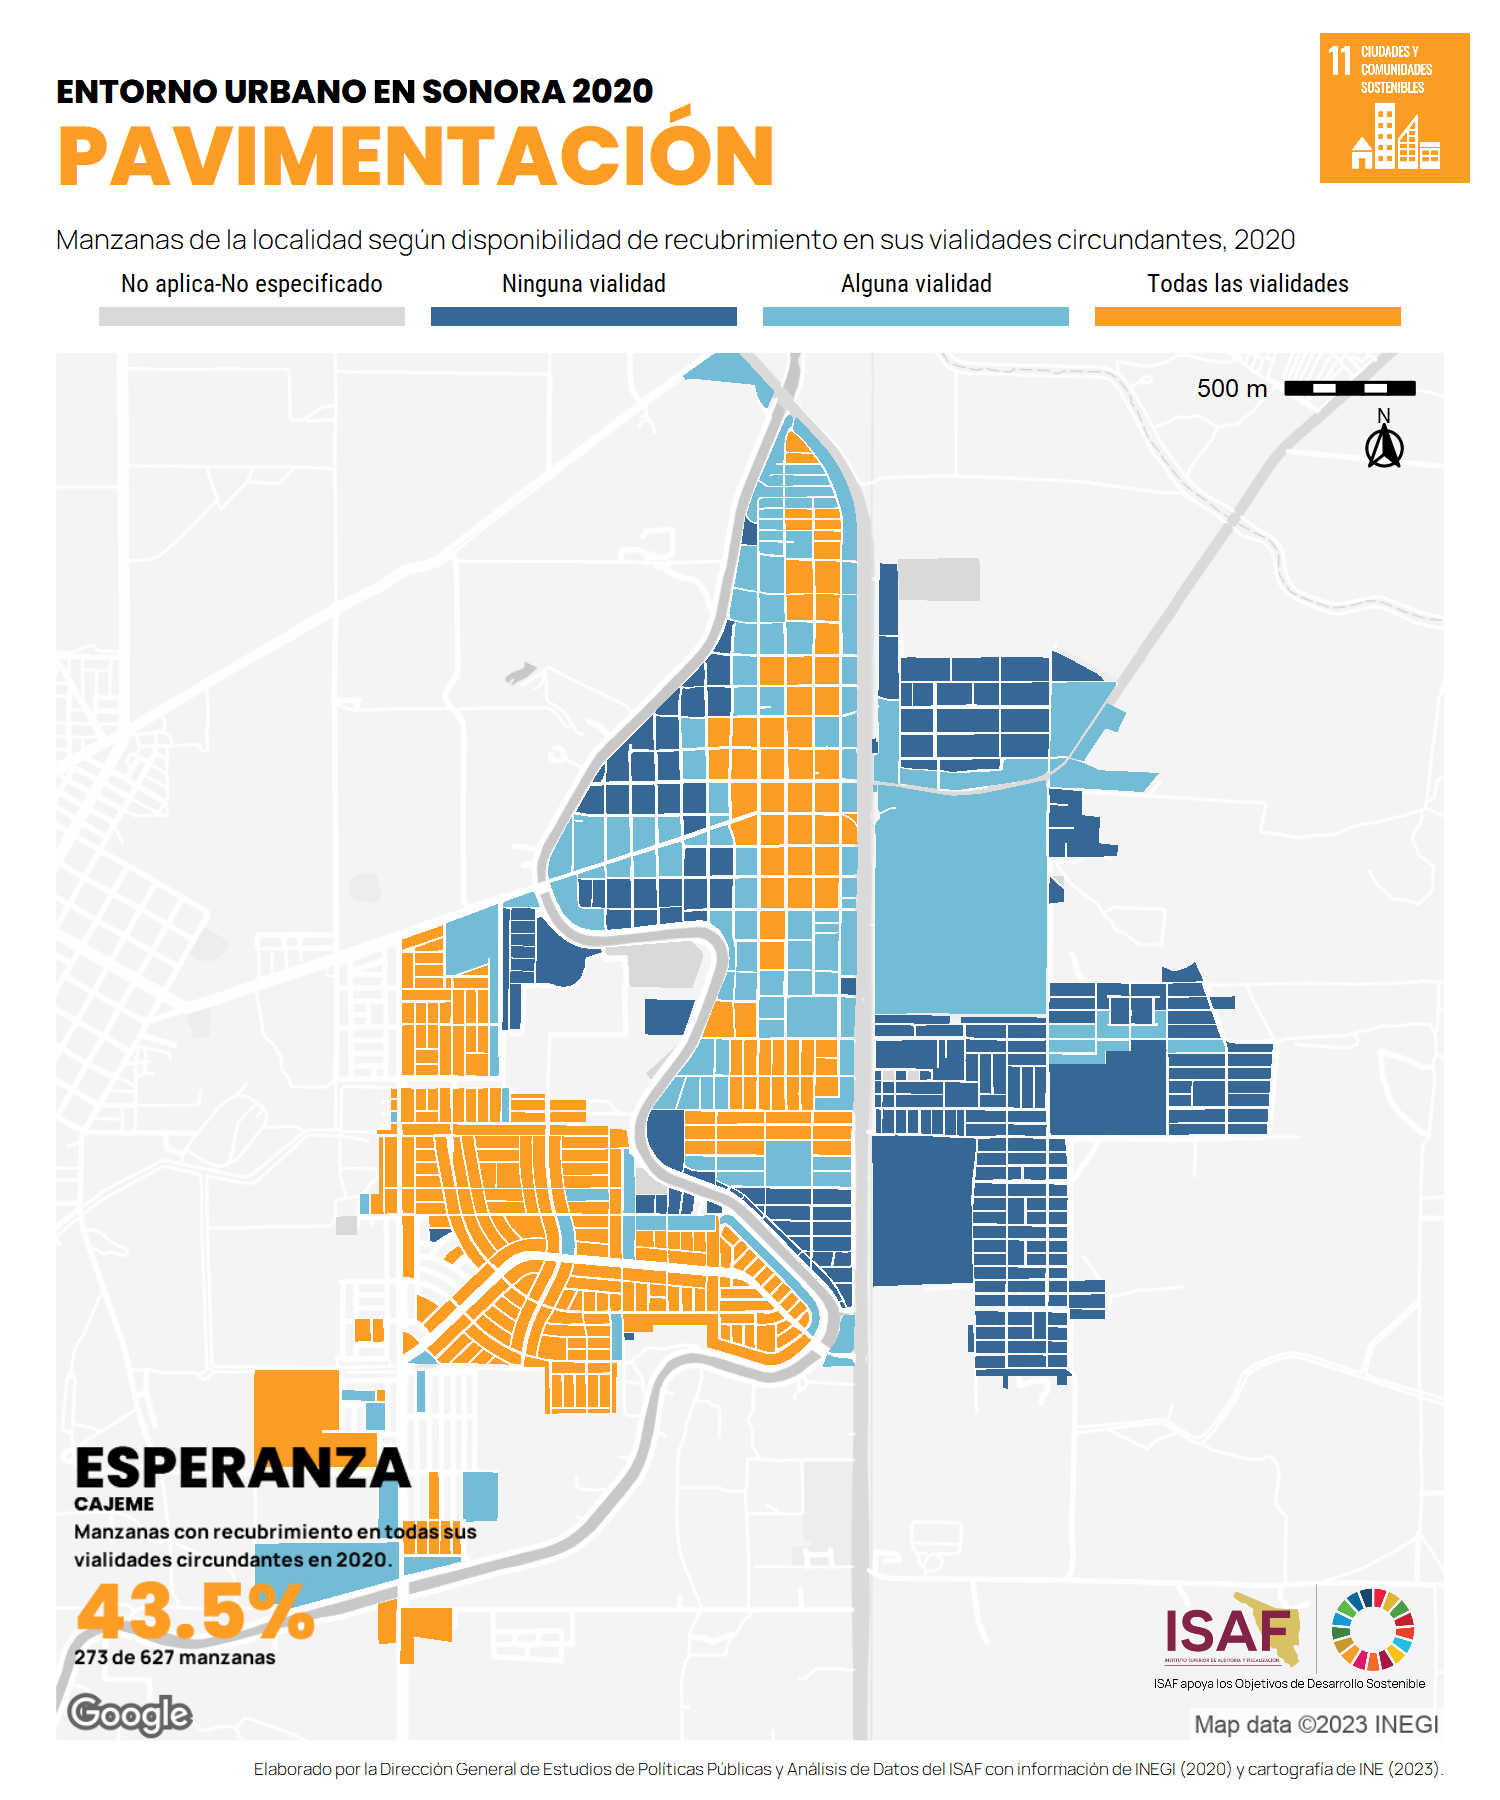 11 CIUDADES Y
COMUNIDADES
SOSTENIBLES
ENTORNO URBANO EN SONORA 2020
PAVIMENTACIÓN
Manzanas de la localidad según disponibilidad de recubrimiento en sus vialidades circundantes, 2020
No aplica-No especificado Ninguna vialidad Alguna vialidad Todas las vialidades
500 m
N
ESPERANZA
CAJEME
Manzanas con recubrimiento en todas sus
vialidades circundantes en 2020.
43.5%
273 de 627 manzanas
ISAF
INSTITUTO SUPERIOR DE AUDITORÍA Y FISCALIZACIÓN
ISAF apoya los Objetivos de Desarrollo Sostenible
Google
Map data ©2023 INEGI
Elaborado por la Dirección General de Estudios de Políticas Públicas y Análisis de Datos del ISAF con información de INEGI (2020) y cartografía de INE (2023).